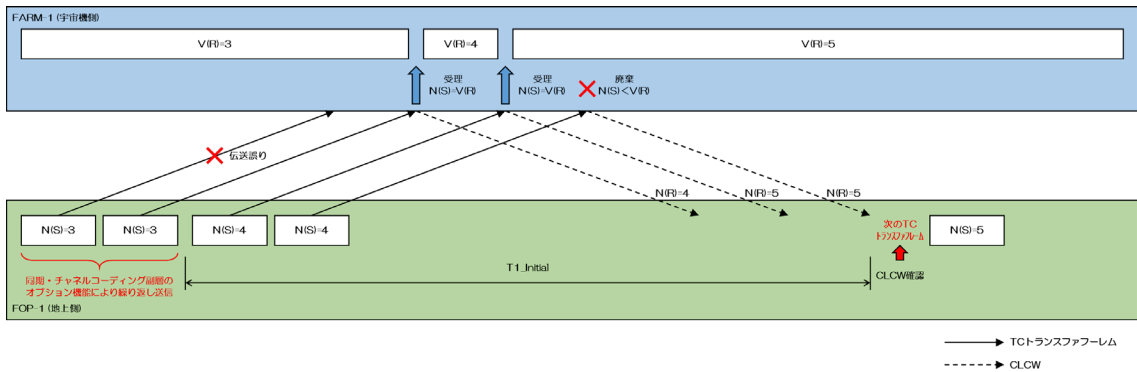 FARM-1 (宇宙機側)
V(R)=3
V(R)=4
V(R)=5
受理
N(S)=V(R)
受理
N(S)=V(R)
廃棄
N(S)<V(R)
伝送誤り
N(R)=4
N(R)=5
N(R)=5
N(S)=3
N(S)=3
N(S)=4
N(S)=4
次のTC
トランスファフレーム
N(S)=5
T1_Initial
CLCW確認
同期・チャネルコーディング副層の
オプション機能により繰り返し送信
FOP-1 (地上側)
TCトランスファフーレム
CLCW